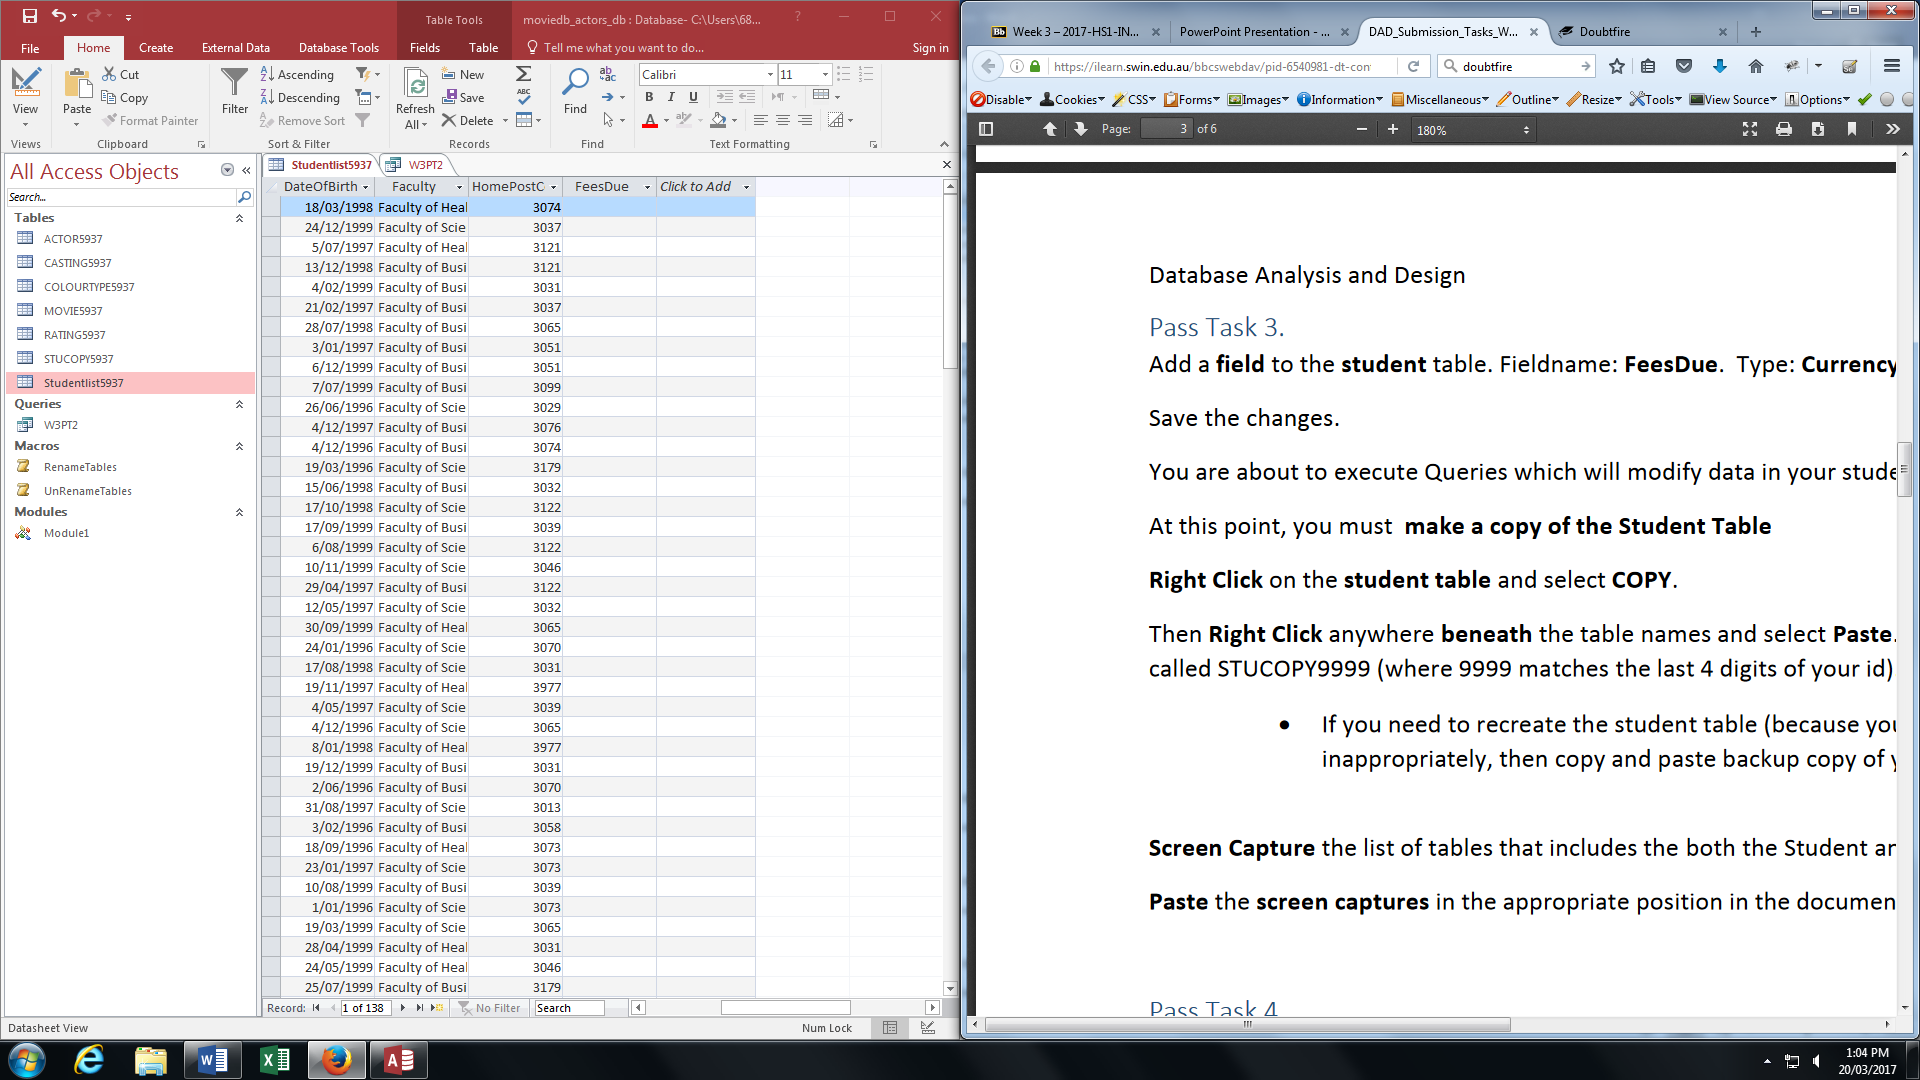 Table Tools
moviedb_actors_db : Database- C:\Users\68...
?
File
Home
Create
External Data
Database Tools
Fields
Table
Tell me what you want to do...
Sign in
View
Views
Paste
Cut
Copy
Format Painter
Clipboard
Filter
Ascending
Descending
Remove Sort
Sort & Filter
Refresh
All
New
Save
Delete
Records
Find
Find
Calibri
11
B I U
Text Formatting
All Access Objects
Search...
Tables
ACTOR5937
CASTING5937
COLOURTYPE5937
MOVIE5937
RATING5937
STUCOPY5937
Studentlist5937
Queries
W3PT2
Macros
RenameTables
UnRenameTables
Modules
Module1
Studentlist5937
W3PT2
DateOfBirth Faculty HomePostC FeesDue Click to Add
18/03/1998 Faculty of Heal 3074
24/12/1999 Faculty of Scie 3037
5/07/1997 Faculty of Heal 3121
13/12/1998 Faculty of Busi 3121
4/02/1999 Faculty of Busi 3031
21/02/1997 Faculty of Busi 3037
28/07/1998 Faculty of Busi 3065
3/01/1997 Faculty of Busi 3051
6/12/1999 Faculty of Busi 3051
7/07/1999 Faculty of Busi 3099
26/06/1996 Faculty of Scie 3029
4/12/1997 Faculty of Busi 3076
4/12/1996 Faculty of Busi 3074
19/03/1996 Faculty of Scie 3179
15/06/1998 Faculty of Busi 3032
17/10/1998 Faculty of Scie 3122
17/09/1999 Faculty of Busi 3039
6/08/1999 Faculty of Scie 3122
10/11/1999 Faculty of Scie 3046
29/04/1997 Faculty of Busi 3122
12/05/1997 Faculty of Scie 3032
30/09/1999 Faculty of Heal 3065
24/01/1996 Faculty of Scie 3070
17/08/1998 Faculty of Scie 3031
19/11/1997 Faculty of Heal 3977
4/05/1997 Faculty of Scie 3039
4/12/1996 Faculty of Scie 3065
8/01/1998 Faculty of Heal 3977
19/12/1999 Faculty of Busi 3031
2/06/1996 Faculty of Busi 3070
31/08/1997 Faculty of Scie 3013
3/02/1996 Faculty of Busi 3058
18/09/1996 Faculty of Heal 3073
23/01/1997 Faculty of Scie 3073
10/08/1999 Faculty of Busi 3039
1/01/1996 Faculty of Scie 3073
19/03/1999 Faculty of Scie 3065
28/04/1999 Faculty of Heal 3031
24/05/1999 Faculty of Heal 3046
25/07/1999 Faculty of Busi 3179
Record: 1 of 138 No Filter Search
Datasheet View
Num Lock
Week 3 – 2017-HS1-IN...
PowerPoint Presentation - ...
DAD_Submission_Tasks_W...
Doubtfire
https://ilearn.swin.edu.au/bbcswebdav/pid-6540981-dt-con
doubtfire
Disable Cookies CSS Forms Images Information Miscellaneous Outline Resize Tools View Source Options
Page: 3 of 6
180%
Database Analysis and Design
Pass Task 3.
Add a field to the student table. Fieldname: FeesDue. Type: Currency
Save the changes.
You are about to execute Queries which will modify data in your stude
At this point, you must make a copy of the Student Table
Right Click on the student table and select COPY.
Then Right Click anywhere beneath the table names and select Paste.
called STUCOPY9999 (where 9999 matches the last 4 digits of your id)
• If you need to recreate the student table (because you
inappropriately, then copy and paste backup copy of y
Screen Capture the list of tables that includes the both the Student an
Paste the screen captures in the appropriate position in the documen
Pass Task 4
1:04 PM
20/03/2017